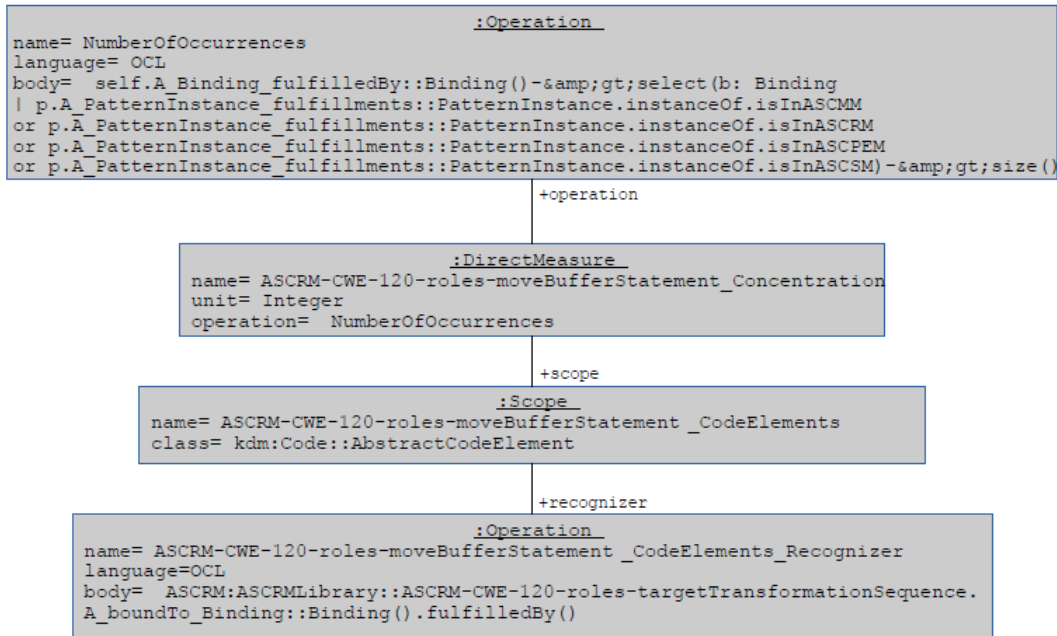 :Operation
name= NumberOfOccurrences
language= OCL
body=  self.A_Binding_fulfilledBy::Binding()-&amp;gt;select(b: Binding
| p.A_PatternInstance_fulfillments::PatternInstance.instanceOf.isInASCMM
or p.A_PatternInstance_fulfillments::PatternInstance.instanceOf.isInASCRM
or p.A_PatternInstance_fulfillments::PatternInstance.instanceOf.isInASCPEM
or p.A_PatternInstance_fulfillments::PatternInstance.instanceOf.isInASCSM)-&amp;gt;size()
+operation
:DirectMeasure
name= ASCRM-CWE-120-roles-moveBufferStatement_Concentration
unit= Integer
operation=  NumberOfOccurrences
+scope
:Scope
name= ASCRM-CWE-120-roles-moveBufferStatement _CodeElements
class= kdm:Code::AbstractCodeElement
+recognizer
:Operation
name= ASCRM-CWE-120-roles-moveBufferStatement _CodeElements_Recognizer
language=OCL
body=  ASCRM:ASCRMLibrary::ASCRM-CWE-120-roles-targetTransformationSequence.
A_boundTo_Binding::Binding().fulfilledBy()